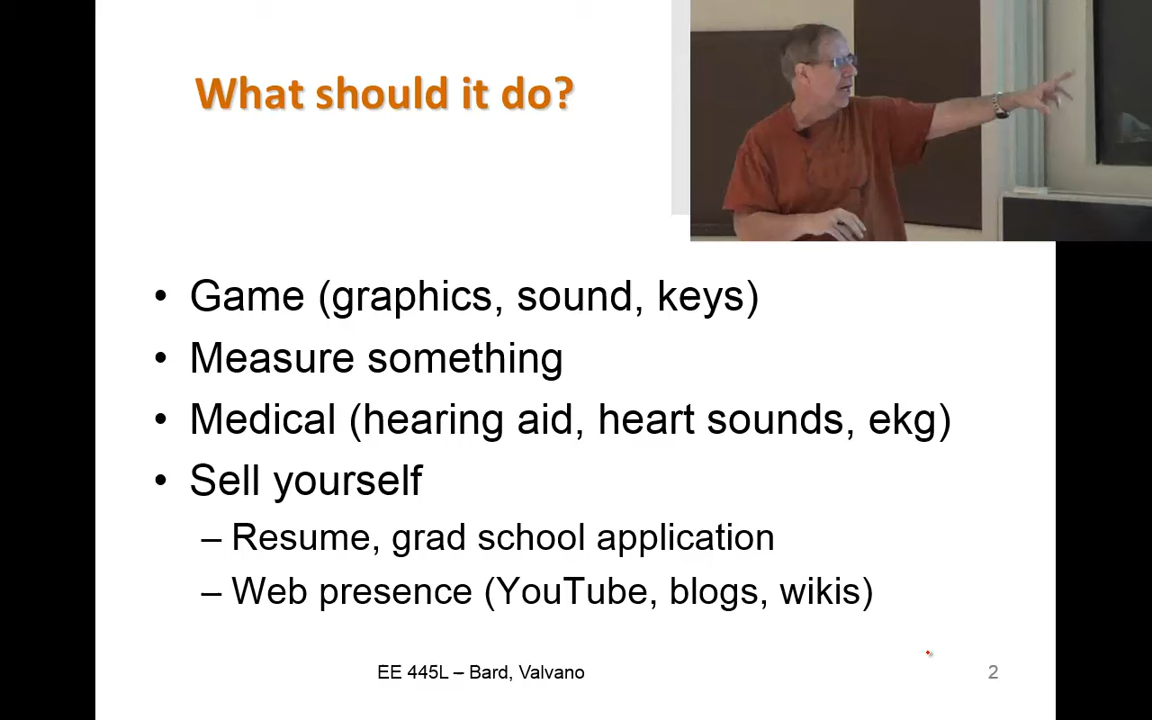 What should it do?
• Game (graphics, sound, keys)
• Measure something
• Medical (hearing aid, heart sounds, ekg)
• Sell yourself
– Resume, grad school application
– Web presence (YouTube, blogs, wikis)
EE 445L – Bard, Valvano
2